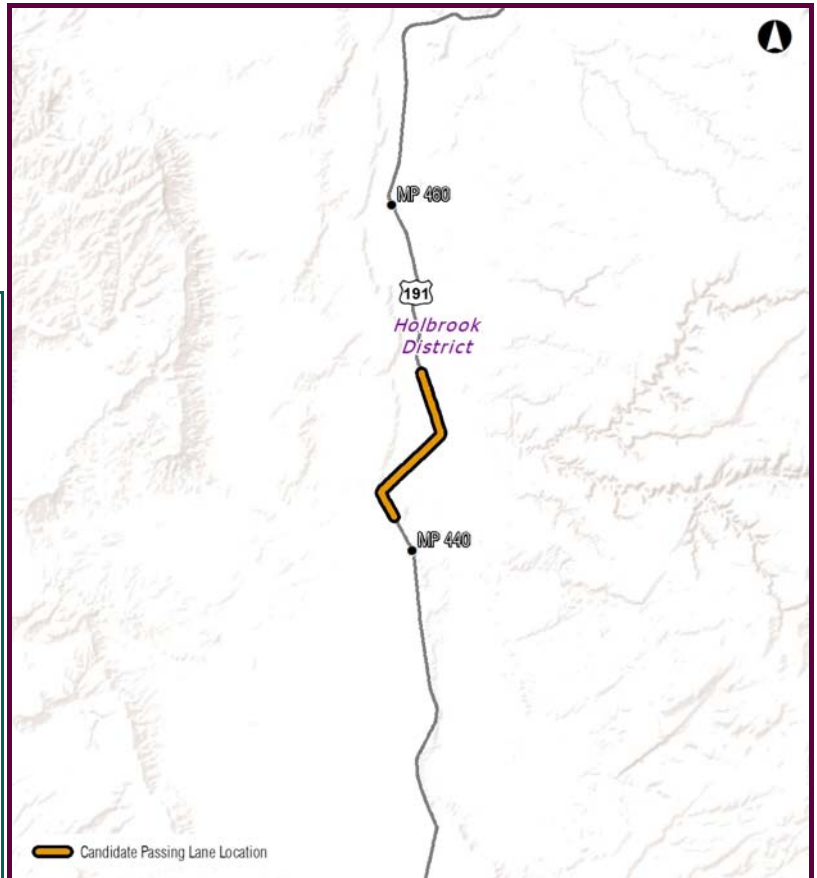 MP 460
191
Holbrook
District
MP 440
Candidate Passing Lane Location